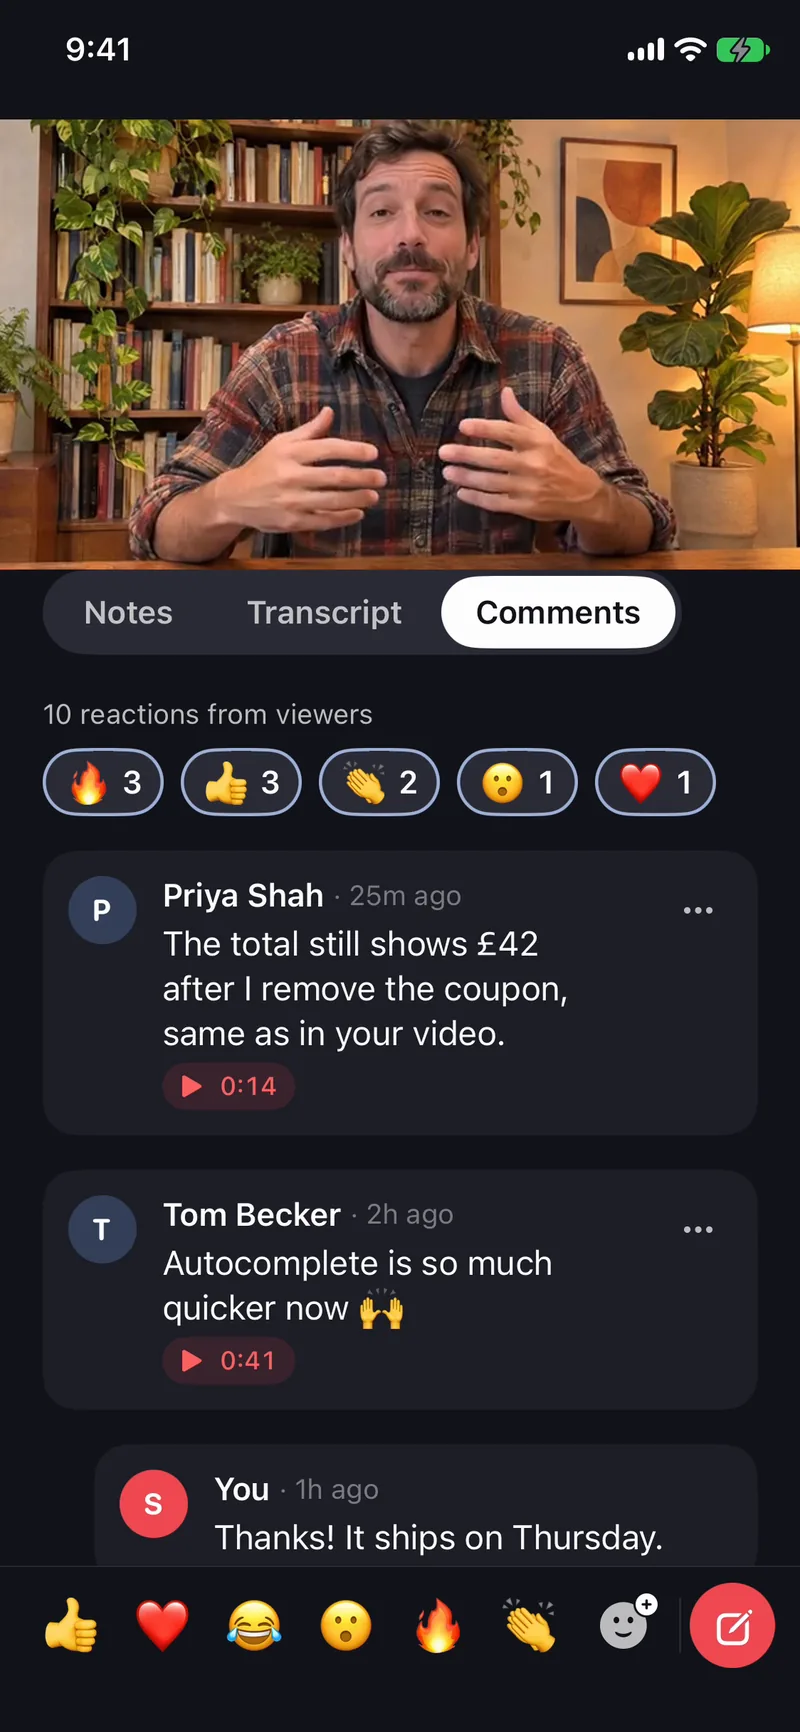 9:41
Notes
Transcript
Comments
10 reactions from viewers
🔥 3
👍 3
👏 2
😮 1
❤️ 1
P
Priya Shah · 25m ago
The total still shows £42
after I remove the coupon,
same as in your video.
0:14
T
Tom Becker · 2h ago
Autocomplete is so much
quicker now 🙌
0:41
S
You · 1h ago
Thanks! It ships on Thursday.